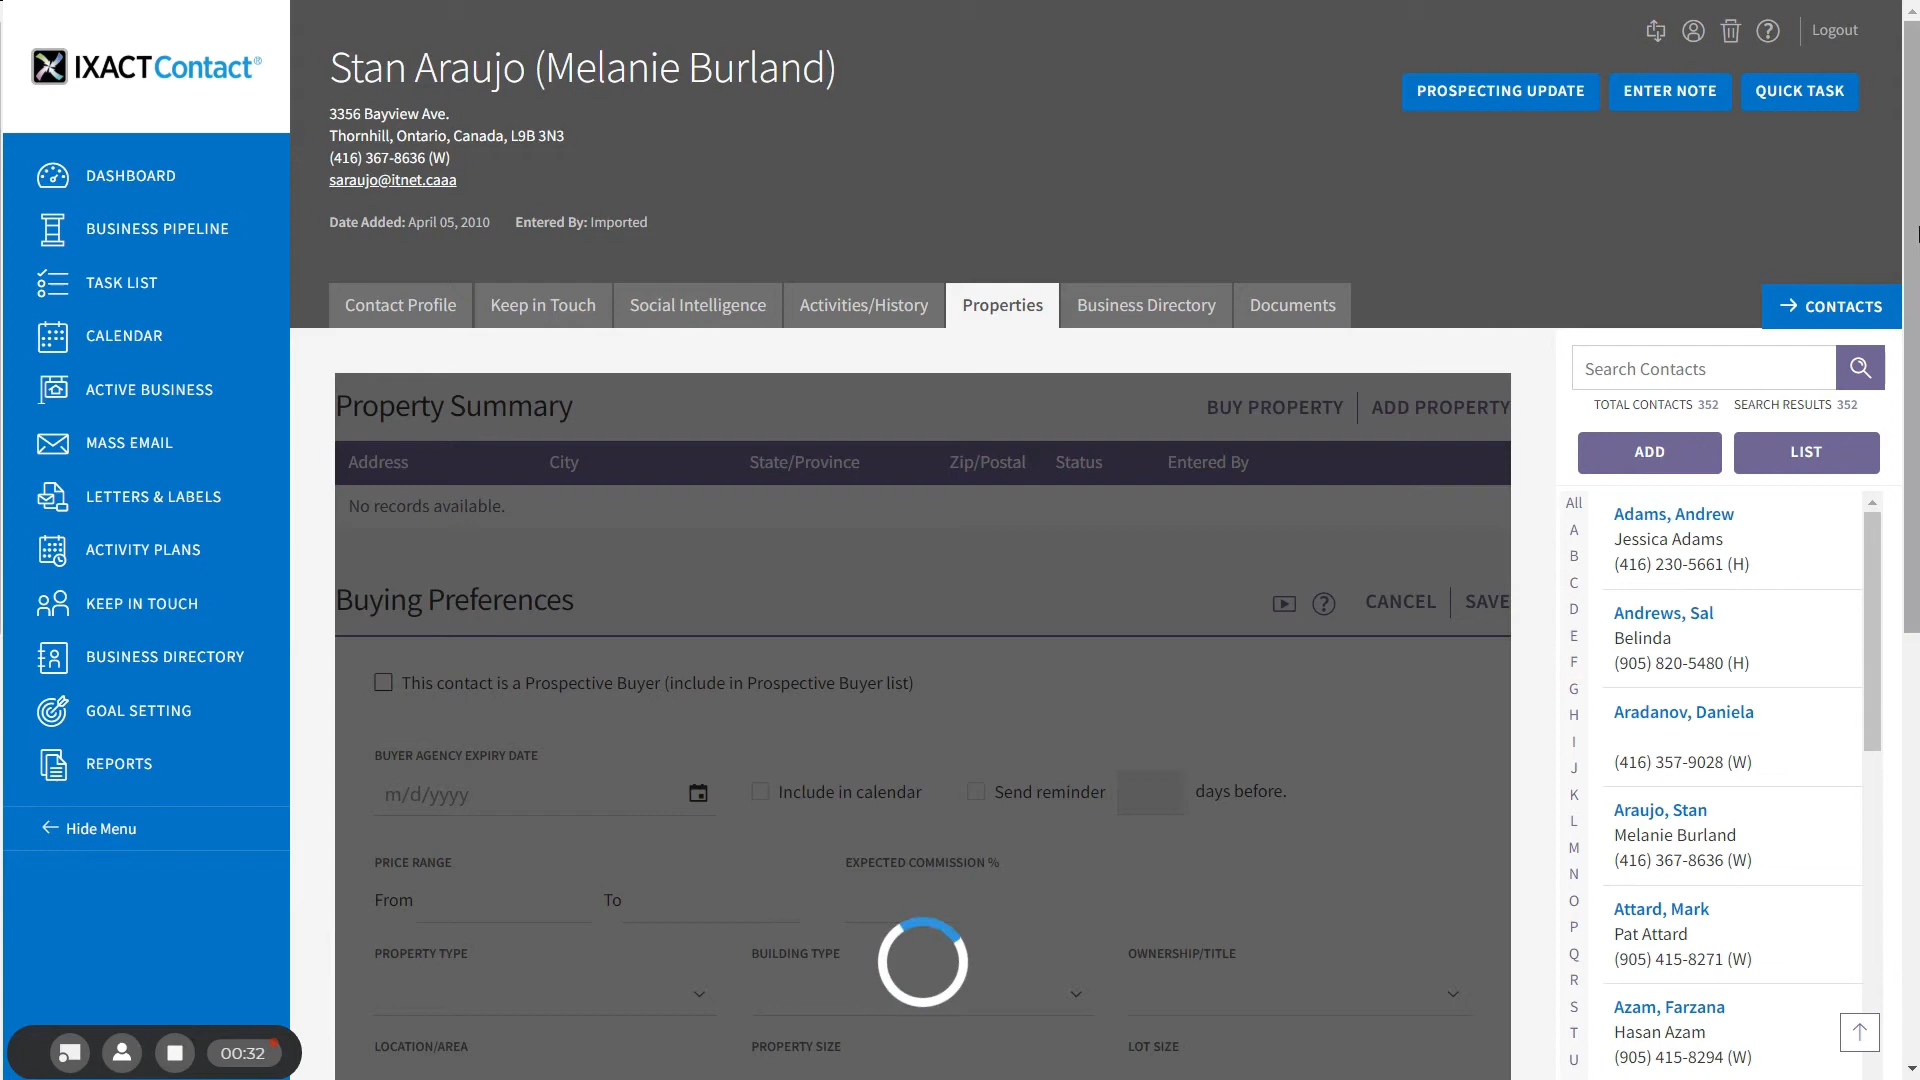 IXACTContact®
DASHBOARD
BUSINESS PIPELINE
TASK LIST
CALENDAR
ACTIVE BUSINESS
MASS EMAIL
LETTERS & LABELS
ACTIVITY PLANS
KEEP IN TOUCH
BUSINESS DIRECTORY
GOAL SETTING
REPORTS
Hide Menu
00:32
Stan Araujo (Melanie Burland)
3356 Bayview Ave.
Thornhill, Ontario, Canada, L9B 3N3
(416) 367-8636 (W)
saraujo@itnet.caaa
Date Added: April 05, 2010 Entered By: Imported
Logout
PROSPECTING UPDATE ENTER NOTE QUICK TASK
Contact Profile Keep in Touch Social Intelligence Activities/History Properties Business Directory Documents
CONTACTS
Property Summary BUY PROPERTY ADD PROPERTY
Address City State/Province Zip/Postal Status Entered By
No records available.
Buying Preferences CANCEL SAVE
This contact is a Prospective Buyer (include in Prospective Buyer list)
BUYER AGENCY EXPIRY DATE
m/d/yyyy Include in calendar Send reminder days before.
PRICE RANGE EXPECTED COMMISSION %
From To
PROPERTY TYPE BUILDING TYPE OWNERSHIP/TITLE
LOCATION/AREA PROPERTY SIZE LOT SIZE
Search Contacts
TOTAL CONTACTS 352 SEARCH RESULTS 352
ADD LIST
All
A
B
C
D
E
F
G
H
I
J
K
L
M
N
O
P
Q
R
S
T
U
Adams, Andrew
Jessica Adams
(416) 230-5661 (H)
Andrews, Sal
Belinda
(905) 820-5480 (H)
Aradanov, Daniela
(416) 357-9028 (W)
Araujo, Stan
Melanie Burland
(416) 367-8636 (W)
Attard, Mark
Pat Attard
(905) 415-8271 (W)
Azam, Farzana
Hasan Azam
(905) 415-8294 (W)